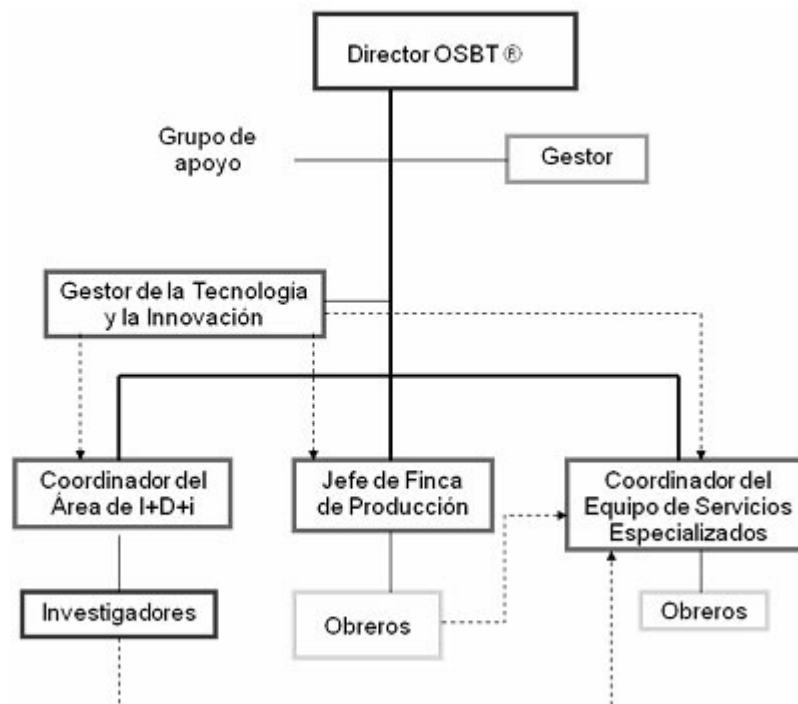 Director OSBT ®
Grupo de
apoyo
Gestor
Gestor de la Tecnología
y la Innovación
Coordinador del
Área de I+D+i
Jefe de Finca
de Producción
Coordinador del
Equipo de Servicios
Especializados
Investigadores
Obreros
Obreros